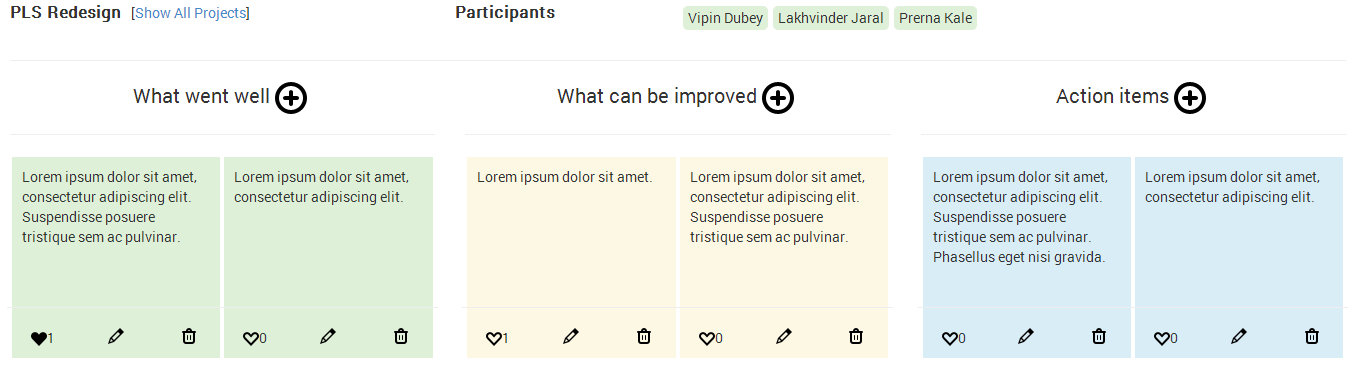 PLS Redesign [Show All Projects]
Participants
Vipin Dubey Lakhvinder Jaral Prerna Kale
What went well
What can be improved
Action items
Lorem ipsum dolor sit amet,
consectetur adipiscing elit.
Suspendisse posuere
tristique sem ac pulvinar.
1
Lorem ipsum dolor sit amet,
consectetur adipiscing elit.
0
Lorem ipsum dolor sit amet.
1
Lorem ipsum dolor sit amet,
consectetur adipiscing elit.
Suspendisse posuere
tristique sem ac pulvinar.
0
Lorem ipsum dolor sit amet,
consectetur adipiscing elit.
Suspendisse posuere
tristique sem ac pulvinar.
Phasellus eget nisi gravida.
0
Lorem ipsum dolor sit amet,
consectetur adipiscing elit.
0